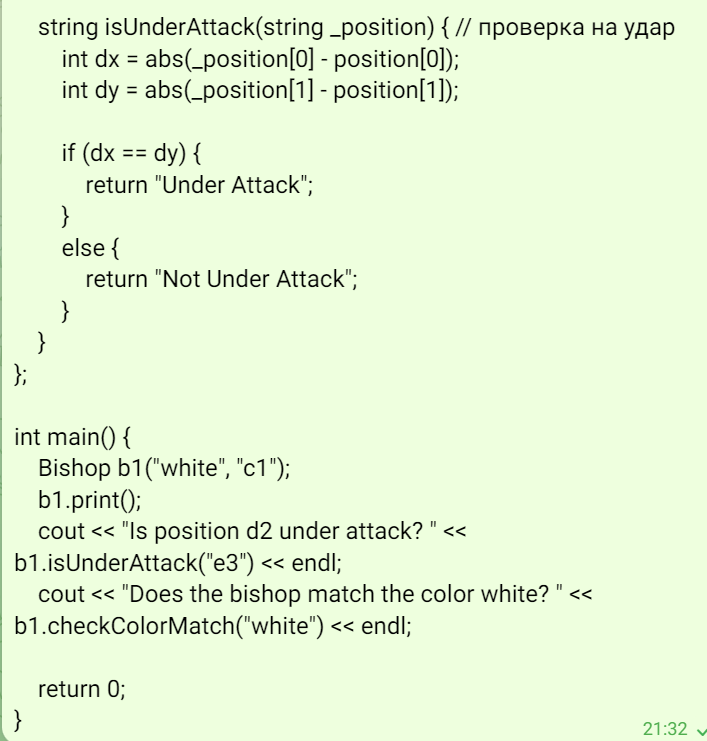 string isUnderAttack(string _position) { // проверка на удар
int dx = abs(_position[0] - position[0]);
int dy = abs(_position[1] - position[1]);
if (dx == dy) {
return "Under Attack";
}
else {
return "Not Under Attack";
}
}
};
int main() {
Bishop b1("white", "c1");
b1.print();
cout << "Is position d2 under attack? " <<
b1.isUnderAttack("e3") << endl;
cout << "Does the bishop match the color white? " <<
b1.checkColorMatch("white") << endl;
return 0;
}
21:32